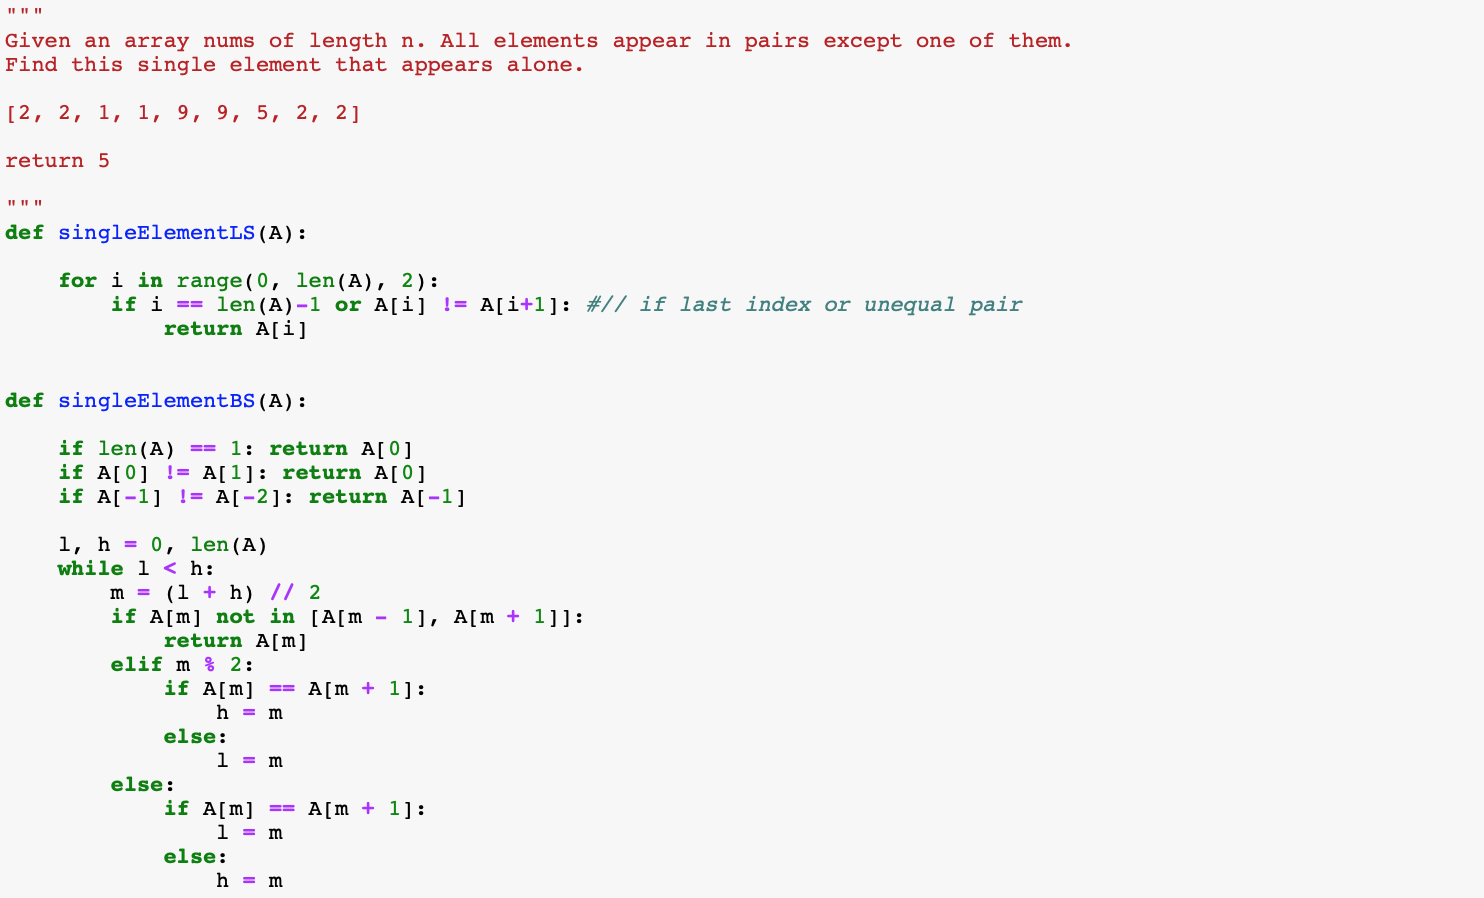 """
Given an array nums of length n. All elements appear in pairs except one of them.
Find this single element that appears alone.

[2, 2, 1, 1, 9, 9, 5, 2, 2]

return 5

"""
def singleElementLS(A):

    for i in range(0, len(A), 2):
        if i == len(A)-1 or A[i] != A[i+1]: #// if last index or unequal pair
            return A[i]


def singleElementBS(A):

    if len(A) == 1: return A[0]
    if A[0] != A[1]: return A[0]
    if A[-1] != A[-2]: return A[-1]

    l, h = 0, len(A)
    while l < h:
        m = (l + h) // 2
        if A[m] not in [A[m - 1], A[m + 1]]:
            return A[m]
        elif m % 2:
            if A[m] == A[m + 1]:
                h = m
            else:
                l = m
        else:
            if A[m] == A[m + 1]:
                l = m
            else:
                h = m